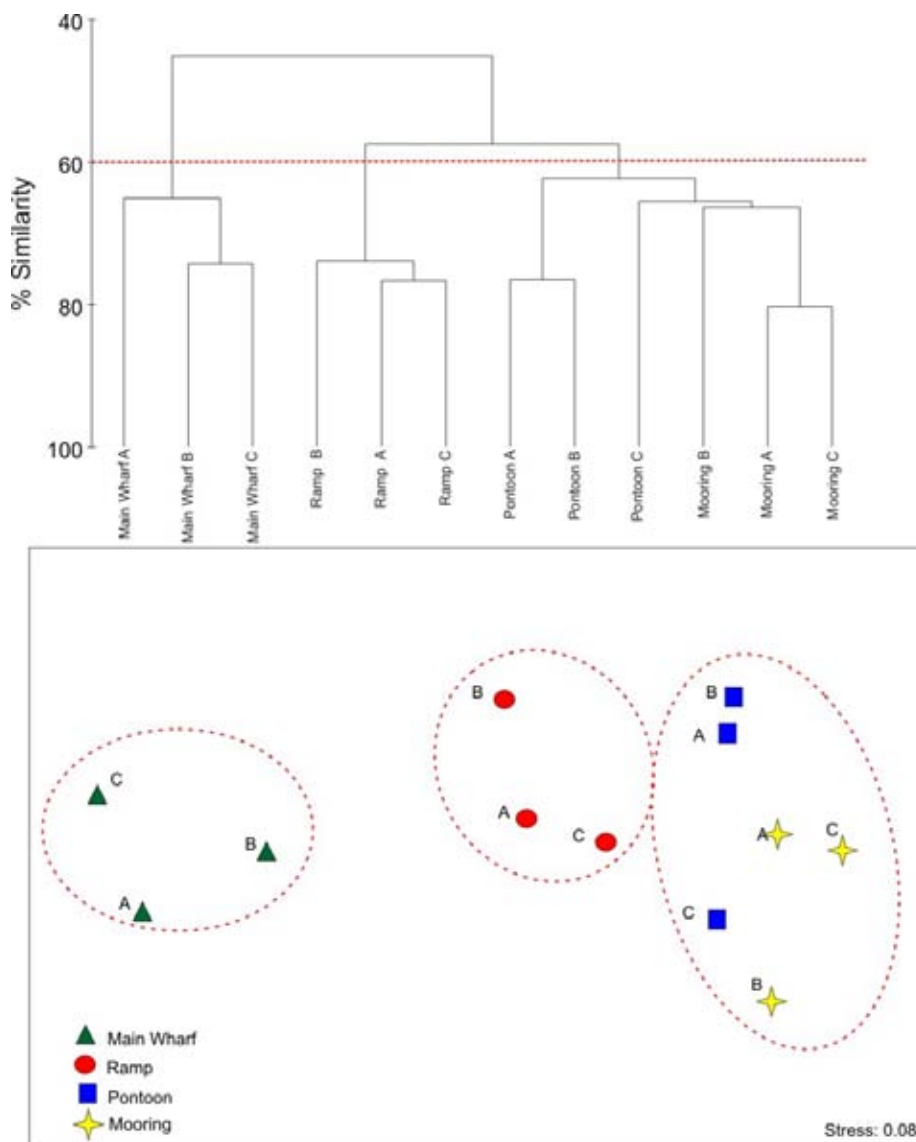 40
60
80
100
% Similarity
Main Wharf A
Main Wharf B
Main Wharf C
Ramp B
Ramp A
Ramp C
Pontoon A
Pontoon B
Pontoon C
Mooring B
Mooring A
Mooring C
B
B
A
A
C
C
A
C
B
C
A
B
Main Wharf
Ramp
Pontoon
Mooring
Stress: 0.08